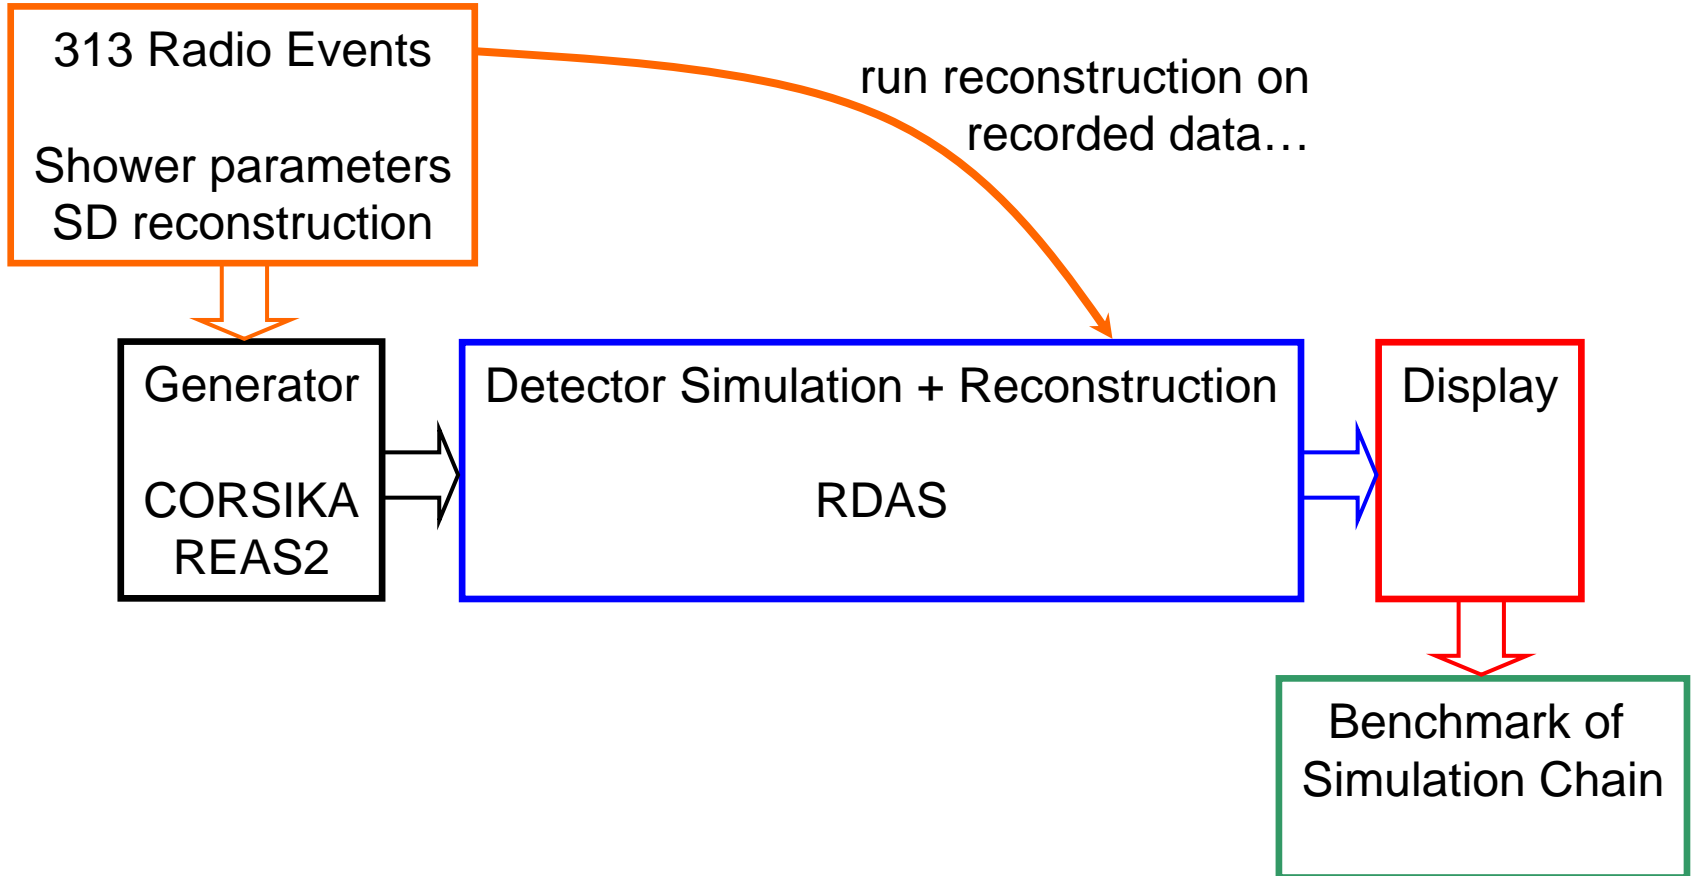 313 Radio Events
Shower parameters
SD reconstruction
run reconstruction on
recorded data…
Generator
CORSIKA
REAS2
Detector Simulation + Reconstruction
RDAS
Display
Benchmark of
Simulation Chain